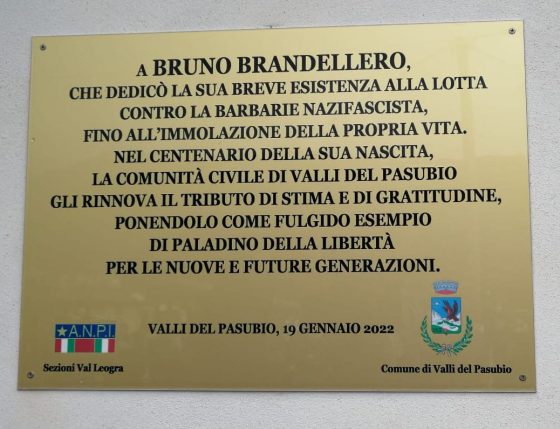 A BRUNO BRANDELLERO,
CHE DEDICÒ LA SUA BREVE ESISTENZA ALLA LOTTA
CONTRO LA BARBARIE NAZIFASCISTA,
FINO ALL'IMMOLAZIONE DELLA PROPRIA VITA.
NEL CENTENARIO DELLA SUA NASCITA,
LA COMUNITÀ CIVILE DI VALLI DEL PASUBIO
GLI RINNOVA IL TRIBUTO DI STIMA E DI GRATITUDINE,
PONENDOLO COME FULGIDO ESEMPIO
DI PALADINO DELLA LIBERTÀ
PER LE NUOVE E FUTURE GENERAZIONI.
VALLI DEL PASUBIO, 19 GENNAIO 2022
A.N.P.I.
Sezioni Val Leogra
Comune di Valli del Pasubio